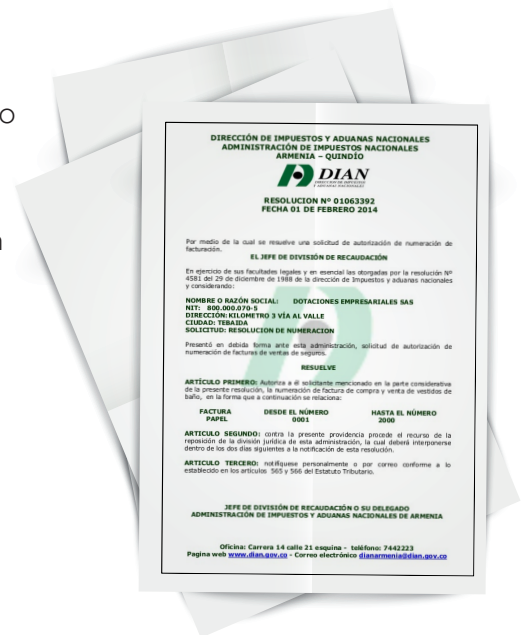 o
DIRECCIÓN DE IMPUESTOS Y ADUANAS NACIONALES
ADMINISTRACIÓN DE IMPUESTOS NACIONALES
ARMENIA – QUINDÍO
DIAN
DIRECCIÓN DE IMPUESTOS
Y ADUANAS NACIONALES
RESOLUCION Nº 01063392
FECHA 01 DE FEBRERO 2014
Por medio de la cual se resuelve una solicitud de autorización de numeración de
facturación.
EL JEFE DE DIVISIÓN DE RECAUDACIÓN
En ejercicio de sus facultades legales y en esencial las otorgadas por la resolución Nº
4581 del 29 de diciembre de 1988 de la dirección de Impuestos y aduanas nacionales
y considerando:
NOMBRE O RAZÓN SOCIAL: DOTACIONES EMPRESARIALES SAS
NIT: 800.000.070-5
DIRECCIÓN: KILOMETRO 3 VÍA AL VALLE
CIUDAD: TEBAIDA
SOLICITUD: RESOLUCION DE NUMERACION
Presentó en debida forma ante esta administración, solicitud de autorización de
numeración de facturas de ventas de seguros.
RESUELVE
ARTÍCULO PRIMERO: Autoriza a él solicitante mencionado en la parte considerativa
de la presente resolución, la numeración de factura de compra y venta de vestidos de
baño, en la forma que a continuación se relaciona:
FACTURA DESDE EL NÚMERO HASTA EL NÚMERO
PAPEL 0001 2000
ARTICULO SEGUNDO: contra la presente providencia procede el recurso de la
reposición de la división jurídica de esta administración, la cual deberá interponerse
dentro de los dos días siguientes a la notificación de esta resolución.
ARTICULO TERCERO: notifíquese personalmente o por correo conforme a lo
establecido en los artículos 565 y 566 del Estatuto Tributario.
JEFE DE DIVISIÓN DE RECAUDACIÓN O SU DELEGADO
ADMINISTRACIÓN DE IMPUESTOS Y ADUANAS NACIONALES DE ARMENIA
Oficina: Carrera 14 calle 21 esquina - teléfono: 7442223
Pagina web www.dian.gov.co - Correo electrónico dianarmenia@dian.gov.co